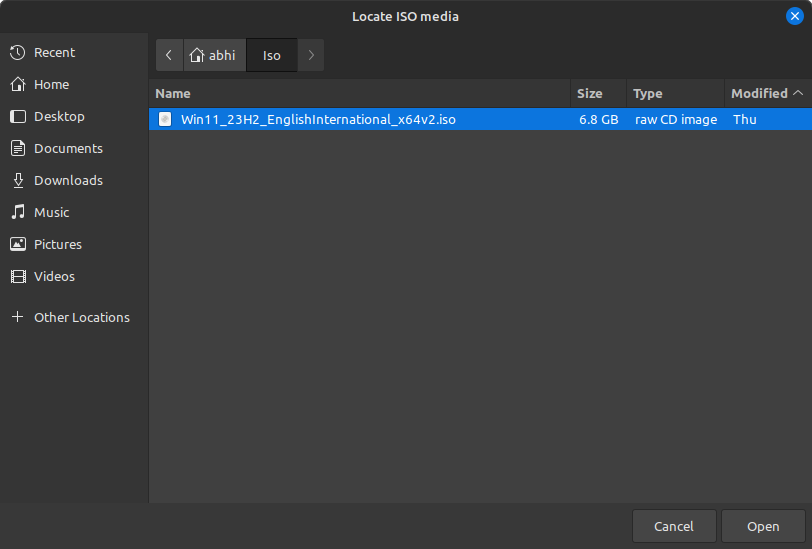 Locate ISO media
Recent
Home
Desktop
Documents
Downloads
Music
Pictures
Videos
Other Locations
abhi Iso
Name Size Type Modified
Win11_23H2_EnglishInternational_x64v2.iso 6.8 GB raw CD image Thu
Cancel Open